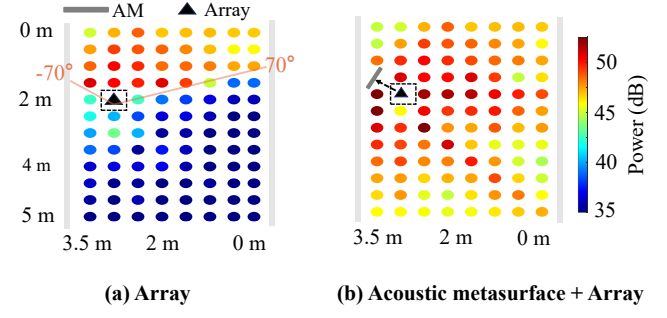 AM Array
0 m
-70° 70°
2 m
4 m
5 m
3.5 m 2 m 0 m
3.5 m 2 m 0 m
50
45
40
35
Power (dB)
(a) Array
(b) Acoustic metasurface + Array